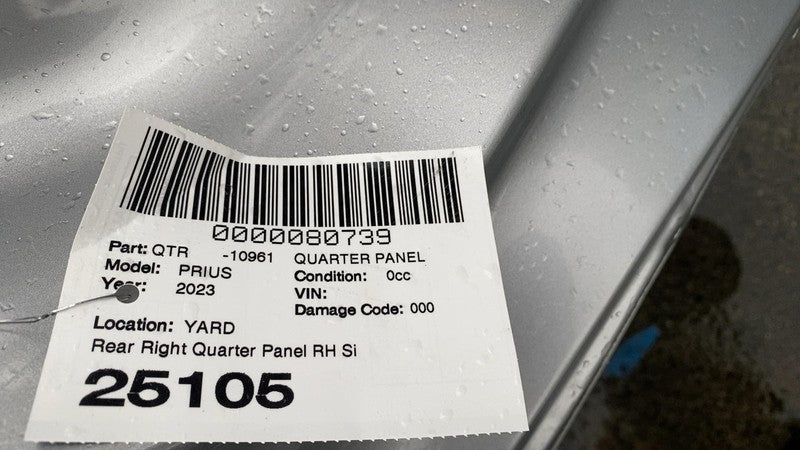 0000080739
Part: QTR -10961 QUARTER PANEL
Model: PRIUS Condition: 0cc
Year: 2023 VIN:
Damage Code: 000
Location: YARD
Rear Right Quarter Panel RH Si
25105